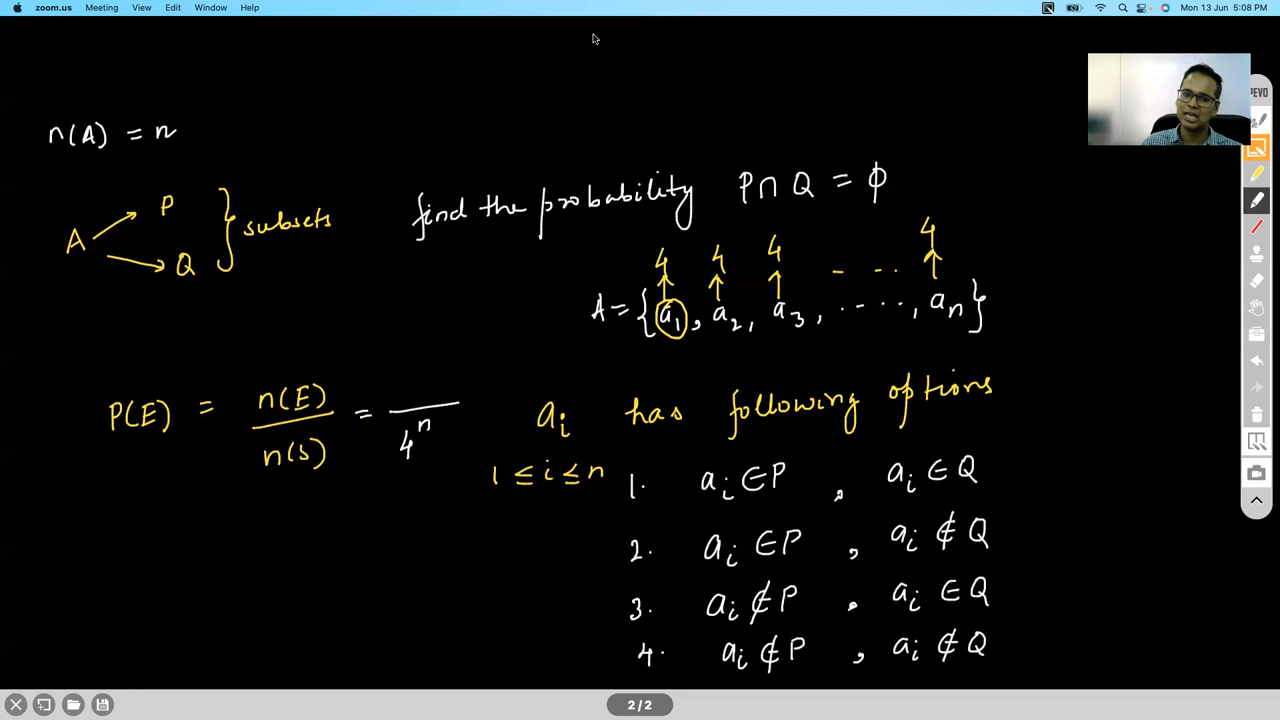 zoom.us Meeting View Edit Window Help Mon 13 Jun 5:08 PM
PEVO
n(A) = n
A → P
→ Q } subsets
find the probability P∩Q = ϕ
4 4 4 - .. 4
A = {a₁, a₂, a₃, .-..., aₙ}
P(E) = n(E)/n(S) = /4ⁿ
aᵢ has following options
1 ≤ i ≤ n
1. aᵢ ∈ P , aᵢ ∈ Q
2. aᵢ ∈ P , aᵢ ∉ Q
3. aᵢ ∉ P , aᵢ ∈ Q
4. aᵢ ∉ P , aᵢ ∉ Q
2/2